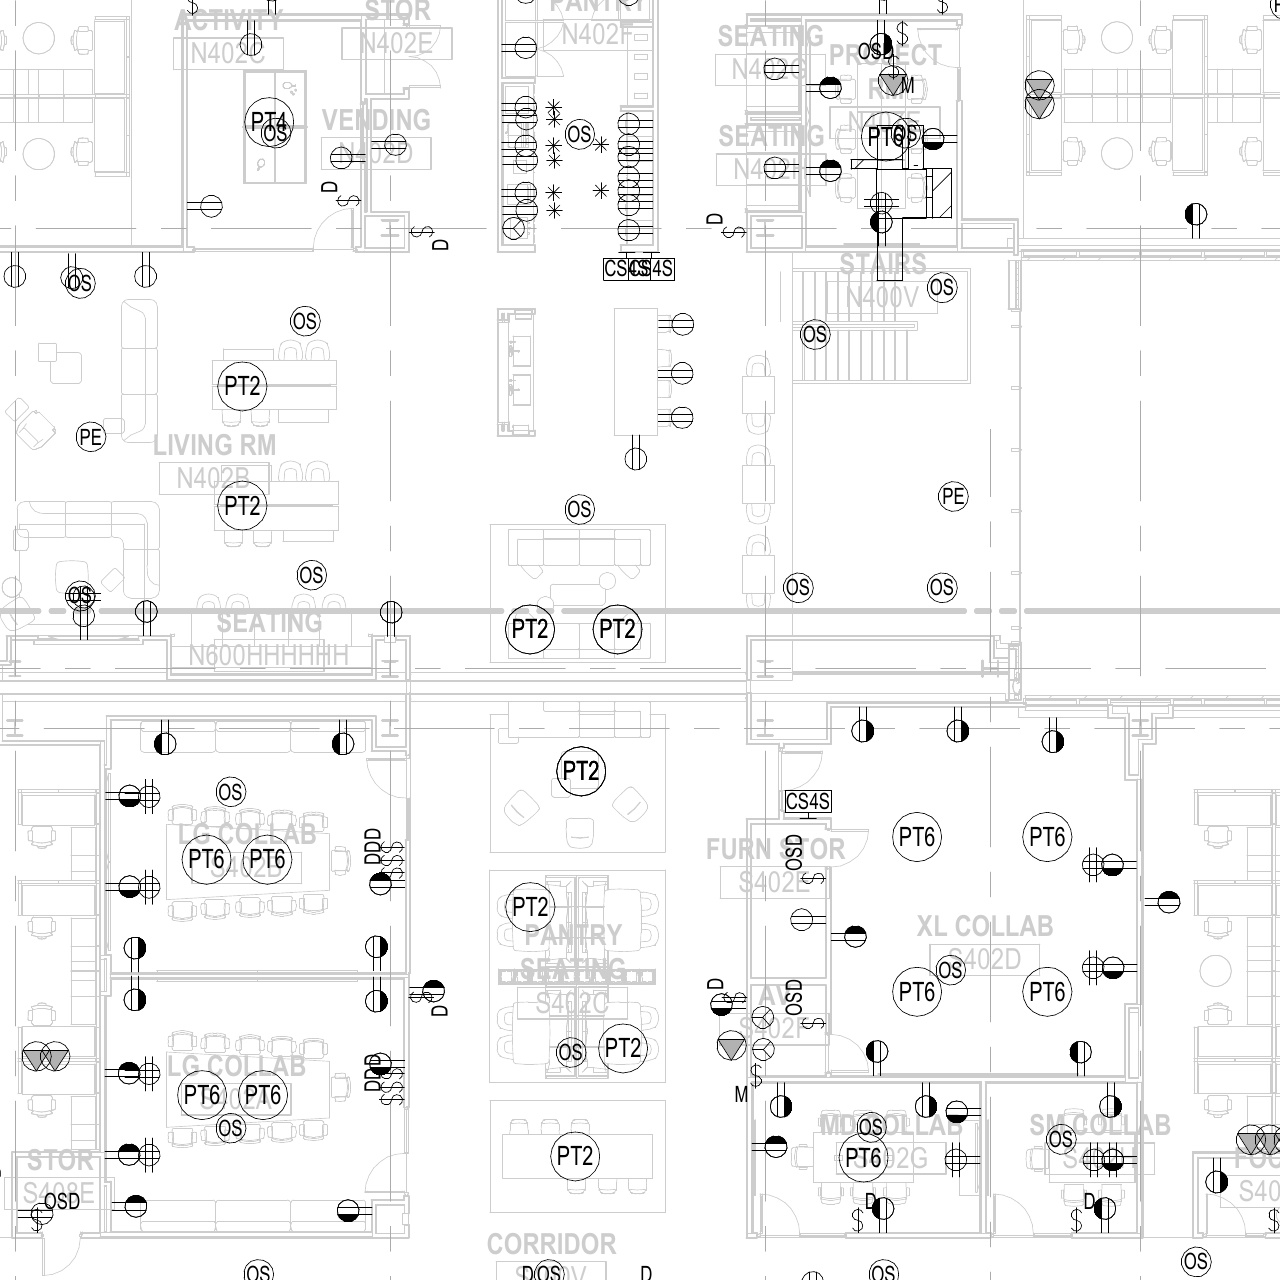 ACTIVITY
N402C
STOR
N402E
PANTRY
N402F
SEATING
N402G
PROJECT
RM
OSD
$
M
PT4
OS
VENDING
N402D
OS
SEATING
PT6
OS
D
$
$
D
D
$
CS4S
CS4S
STAIRS
N400V
OS
OS
OS
OS
PT2
PE
LIVING RM
N402B
PT2
PE
OS
OS
OS
OS
OS
SEATING
N600HHHHHH
PT2
PT2
PT2
OS
CS4S
LG COLLAB
S402B
PT6
PT6
DDD
$$$
FURN STOR
S402E
OSD
$
PT6
PT6
XL COLLAB
S402D
OS
PT6
PT6
PT2
PANTRY
SEATING
S402C
OS
PT2
D
$$
D
$$
AV
S402F
OSD
$
$
M
LG COLLAB
S402A
PT6
PT6
OS
DDD
$$$$
MD COLLAB
S402G
OS
PT6
D
$
SM COLLAB
OS
D
$
STOR
S408E
OSD
$
PT2
CORRIDOR
OS
DOS
D
OS
OS